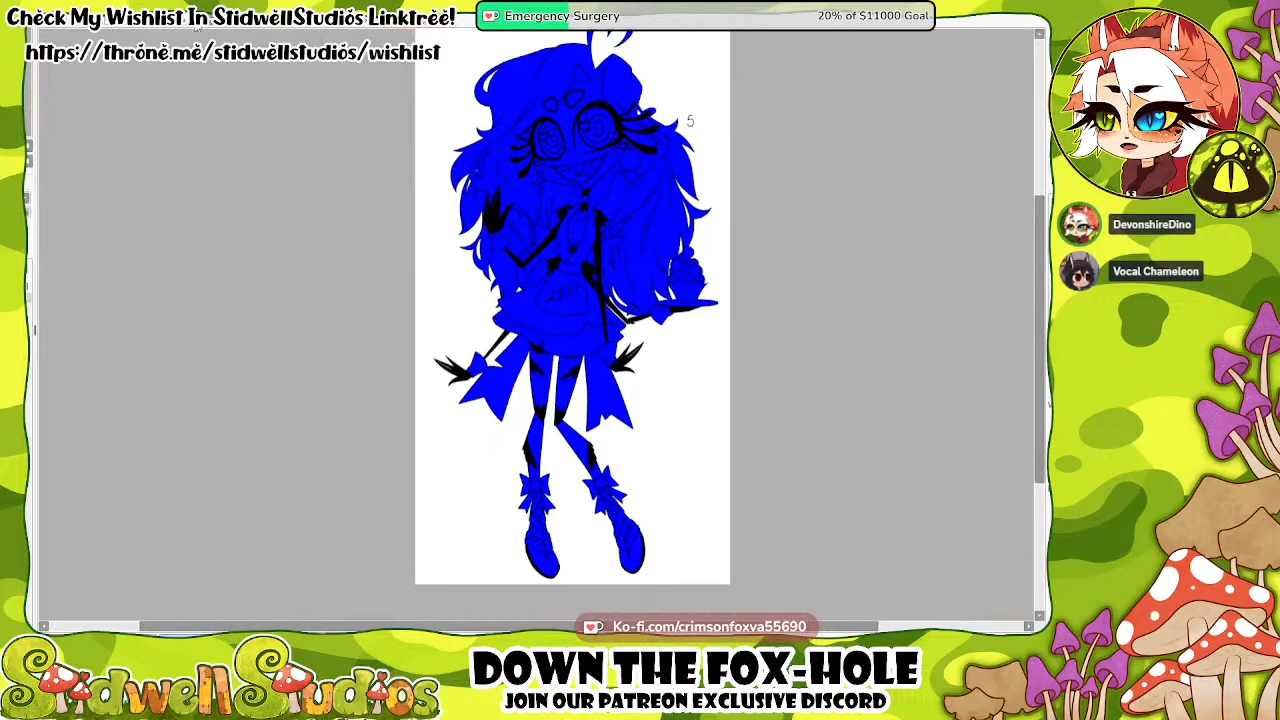 Check My Wishlist In StidwellStudios Linktree!
https://throne.me/stidwellstudios/wishlist
Emergency Surgery
20% of $11000 Goal
5
DevonshireDino
Vocal Chameleon
Ko-fi.com/crimsonfoxva55690
StidwellStudios
DOWN THE FOX-HOLE
JOIN OUR PATREON EXCLUSIVE DISCORD